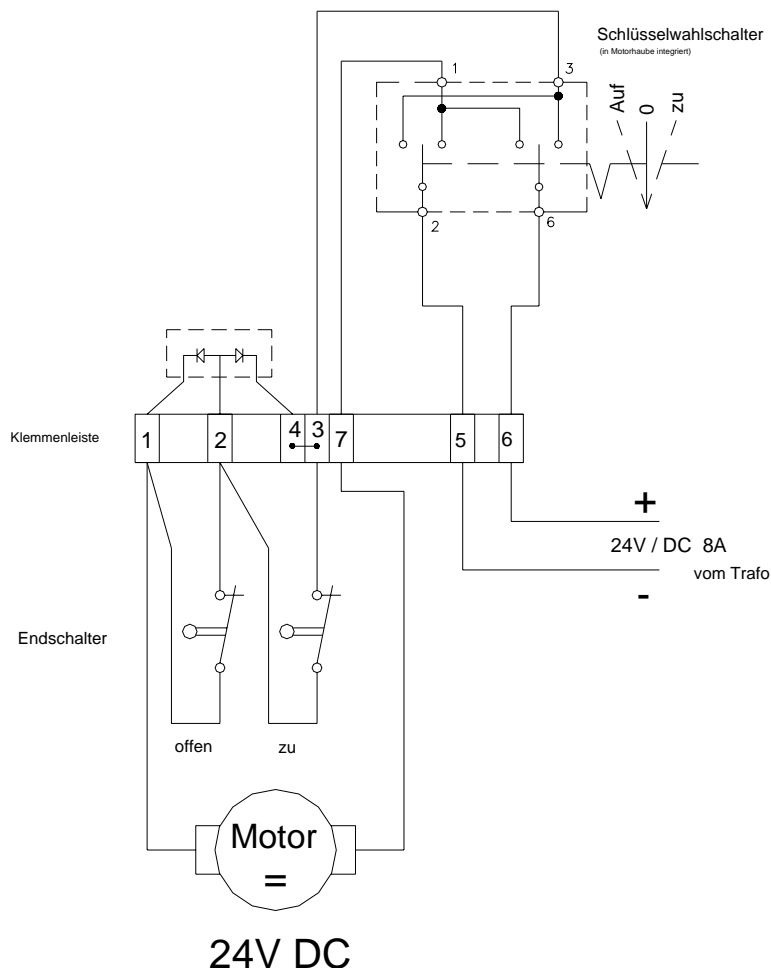 Schlüsselwahlschalter
(in Motorhaube integriert)
1
3
Auf
0
zu
2
6
Klemmenleiste
1
2
4
3
7
5
6
+
24V / DC 8A
vom Trafo
-
Endschalter
offen
zu
Motor
=
24V DC